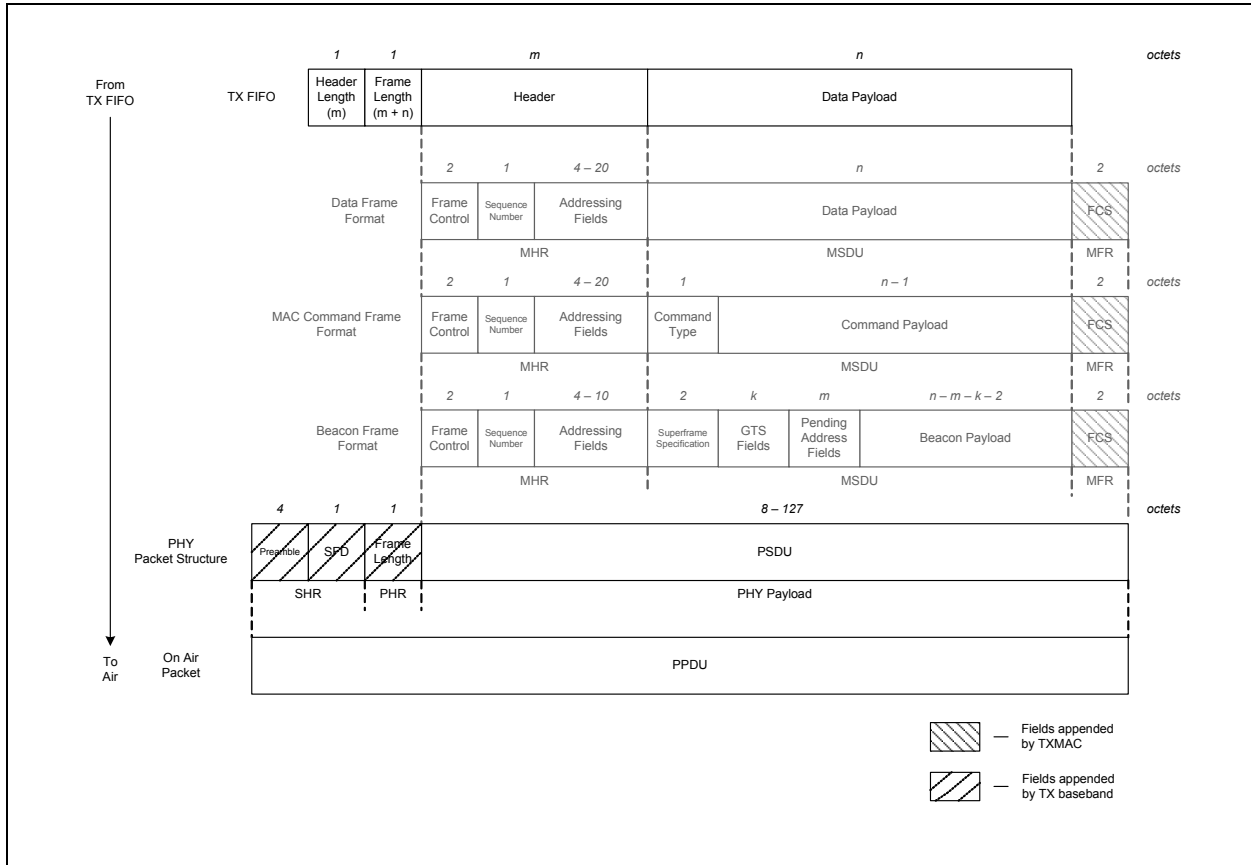 1 1 m n octets
From
TX FIFO
TX FIFO
Header
Length
(m)
Frame
Length
(m + n)
Header
Data Payload
2 1 4 – 20 n 2 octets
Data Frame
Format
Frame
Control
Sequence
Number
Addressing
Fields
Data Payload
FCS
MHR MSDU MFR
2 1 4 – 20 1 n – 1 2 octets
MAC Command Frame
Format
Frame
Control
Sequence
Number
Addressing
Fields
Command
Type
Command Payload
FCS
MHR MSDU MFR
2 1 4 – 10 2 k m n – m – k – 2 2 octets
Beacon Frame
Format
Frame
Control
Sequence
Number
Addressing
Fields
Superframe
Specification
GTS
Fields
Pending
Address
Fields
Beacon Payload
FCS
MHR MSDU MFR
4 1 1 8 – 127 octets
PHY
Packet Structure
Preamble
SFD
Frame
Length
PSDU
SHR PHR PHY Payload
To
Air
On Air
Packet
PPDU
— Fields appended
by TXMAC
— Fields appended
by TX baseband